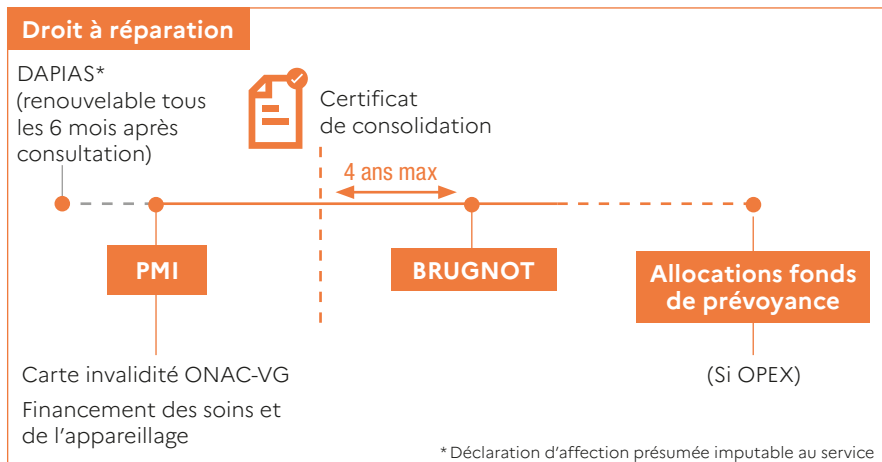 Droit à réparation
DAPIAS*
(renouvelable tous
les 6 mois après
consultation)
Certificat
de consolidation
4 ans max
PMI
BRUGNOT
Allocations fonds
de prévoyance
Carte invalidité ONAC-VG
Financement des soins et
de l'appareillage
(Si OPEX)
* Déclaration d'affection présumée imputable au service